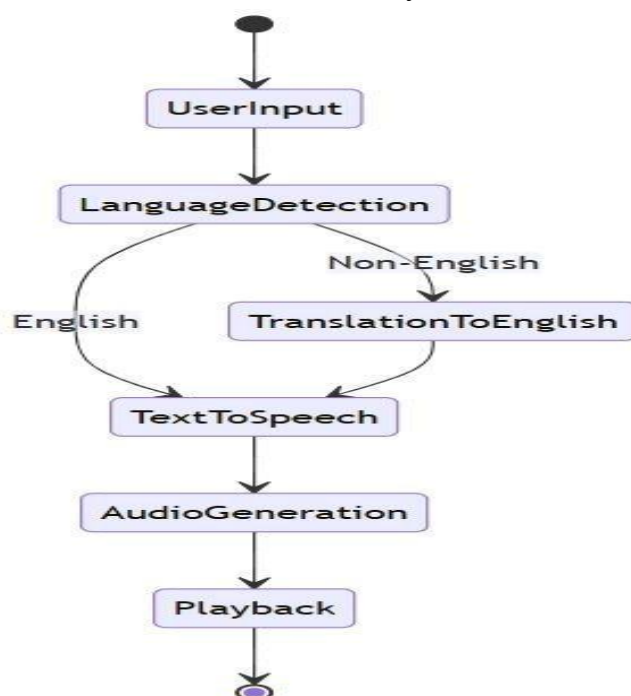 UserInput
LanguageDetection
Non-English
English
TranslationToEnglish
TextToSpeech
AudioGeneration
Playback